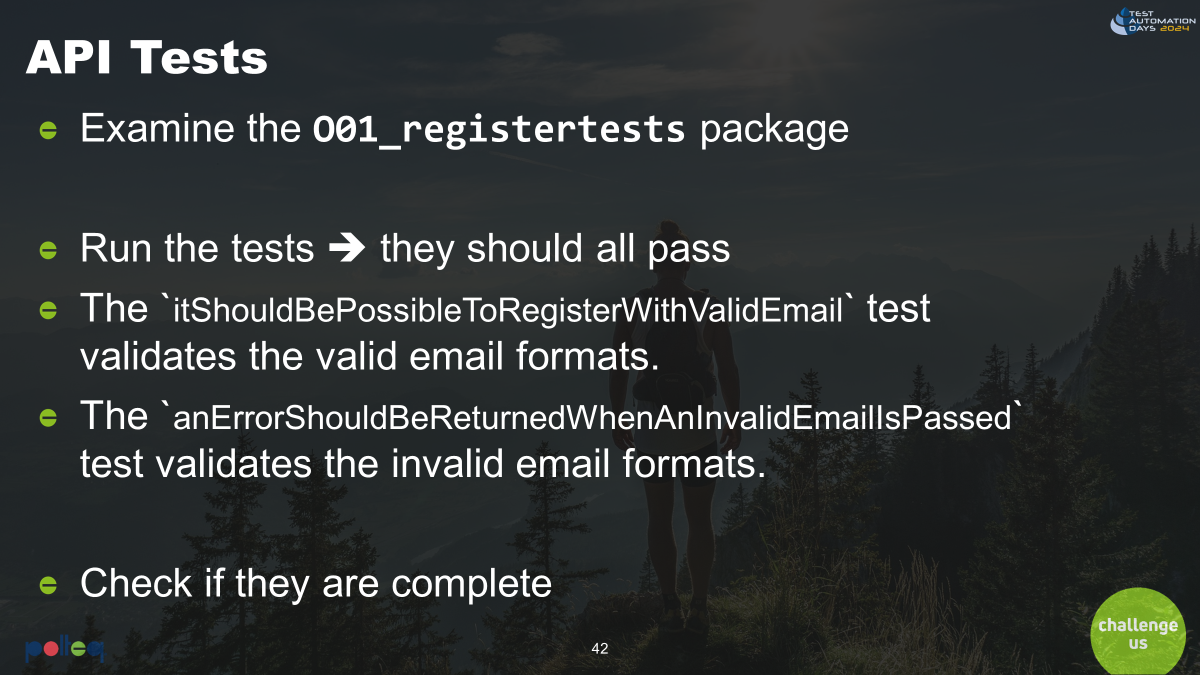 TEST
AUTOMATION
DAYS 2024
API Tests
Examine the O01_registertests package
Run the tests ➔ they should all pass
The `itShouldBePossibleToRegisterWithValidEmail` test
validates the valid email formats.
The `anErrorShouldBeReturnedWhenAnInvalidEmailIsPassed`
test validates the invalid email formats.
Check if they are complete
polteq
42
challenge
us